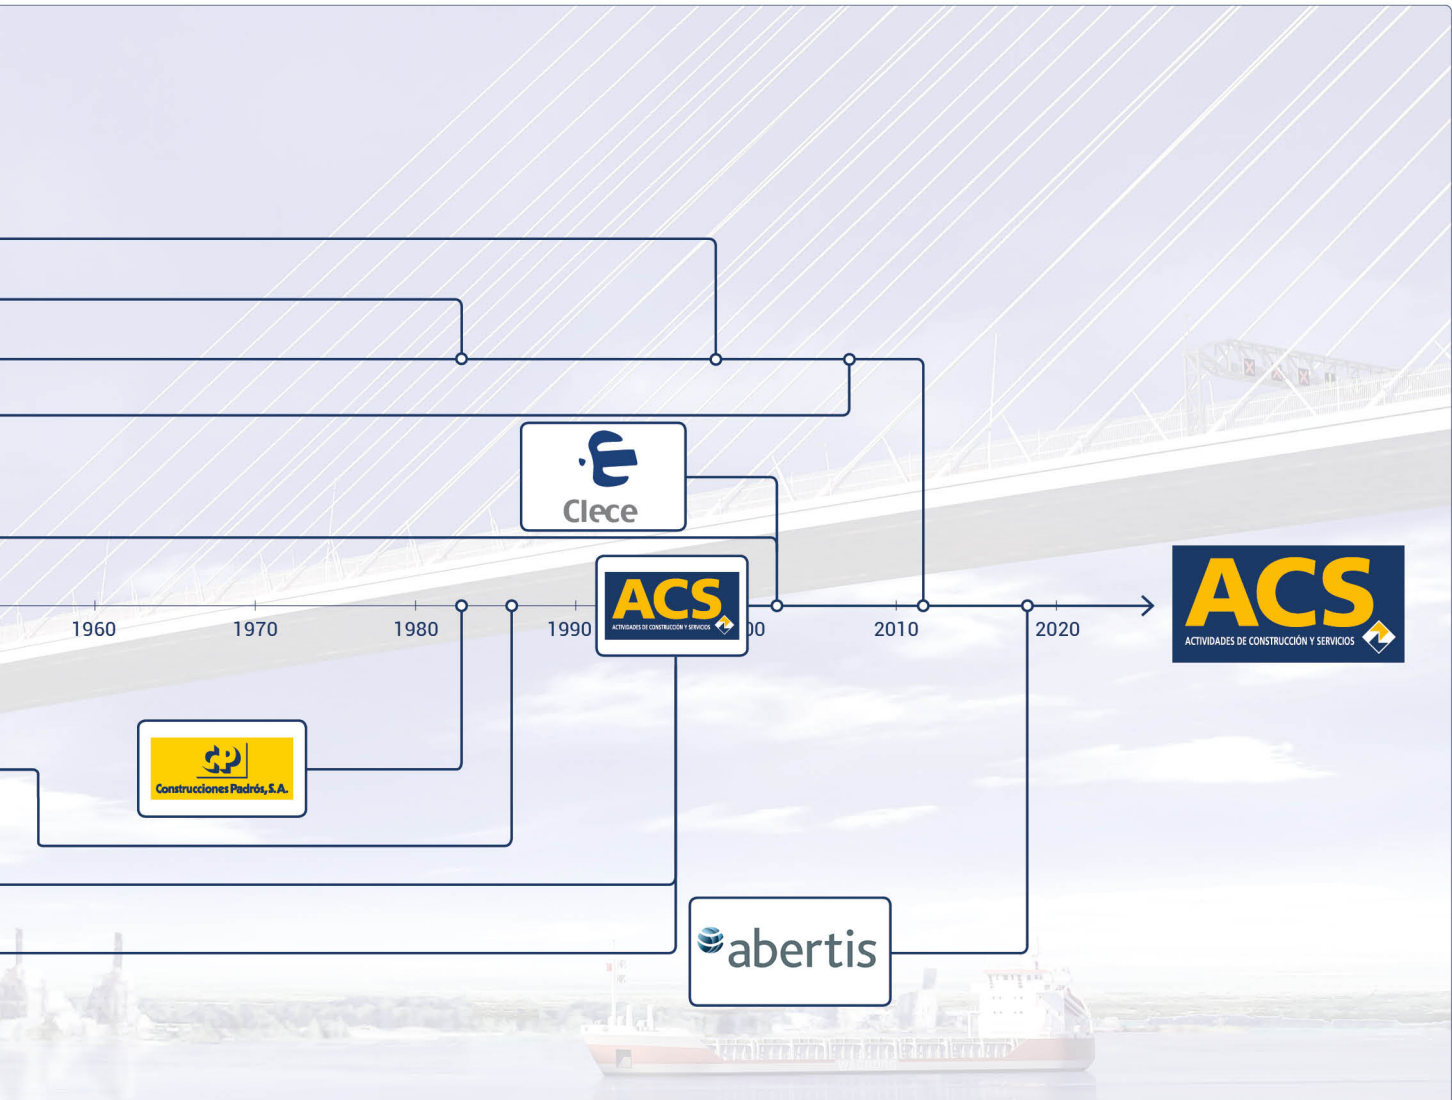 Clece
ACS
ACTIVIDADES DE CONSTRUCCIÓN Y SERVICIOS
ACS
ACTIVIDADES DE CONSTRUCCIÓN Y SERVICIOS
1960
1970
1980
1990
00
2010
2020
CP
Construcciones Padrós, S.A.
abertis